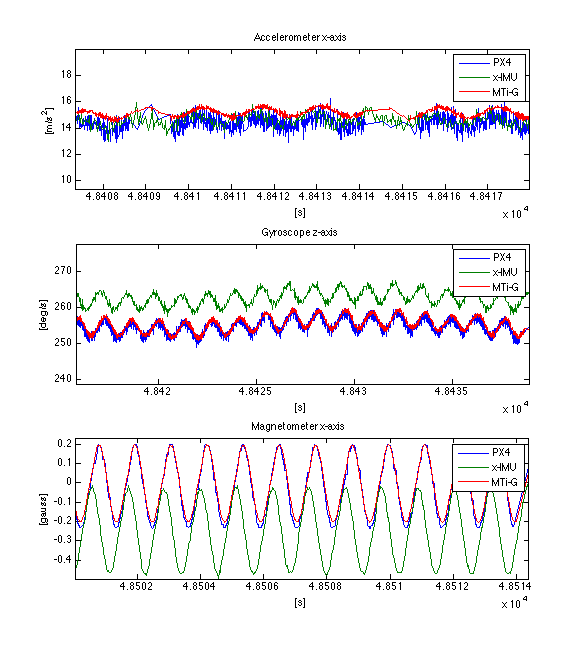 Accelerometer x-axis
18
16
14
12
10
[m/s²]
PX4
x-IMU
MTi-G
4.8408 4.8409 4.841 4.8411 4.8412 4.8413 4.8414 4.8415 4.8416 4.8417
[s]
x 10⁴
Gyroscope z-axis
270
260
250
240
[deg/s]
PX4
x-IMU
MTi-G
4.842 4.8425 4.843 4.8435
[s]
x 10⁴
Magnetometer x-axis
0.2
0.1
0
-0.1
-0.2
-0.3
-0.4
[gauss]
PX4
x-IMU
MTi-G
4.8502 4.8504 4.8506 4.8508 4.851 4.8512 4.8514
[s]
x 10⁴